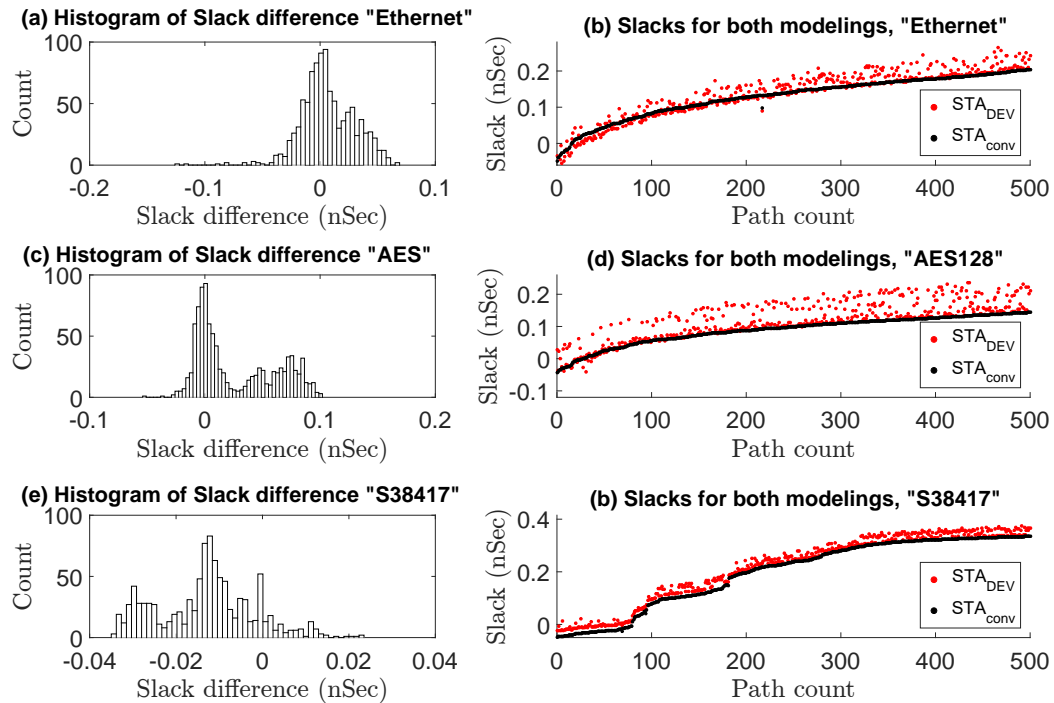 (a) Histogram of Slack difference "Ethernet"
100
50
0
Count
-0.2 -0.1 0 0.1
Slack difference (nSec)
(b) Slacks for both modelings, "Ethernet"
0.2
0.1
0
Slack (nSec)
STA_DEV
STA_conv
0 100 200 300 400 500
Path count
(c) Histogram of Slack difference "AES"
100
50
0
Count
-0.1 0 0.1 0.2
Slack difference (nSec)
(d) Slacks for both modelings, "AES128"
0.2
0.1
0
-0.1
Slack (nSec)
STA_DEV
STA_conv
0 100 200 300 400 500
Path count
(e) Histogram of Slack difference "S38417"
100
50
0
Count
-0.04 -0.02 0 0.02 0.04
Slack difference (nSec)
(b) Slacks for both modelings, "S38417"
0.4
0.2
0
Slack (nSec)
STA_DEV
STA_conv
0 100 200 300 400 500
Path count